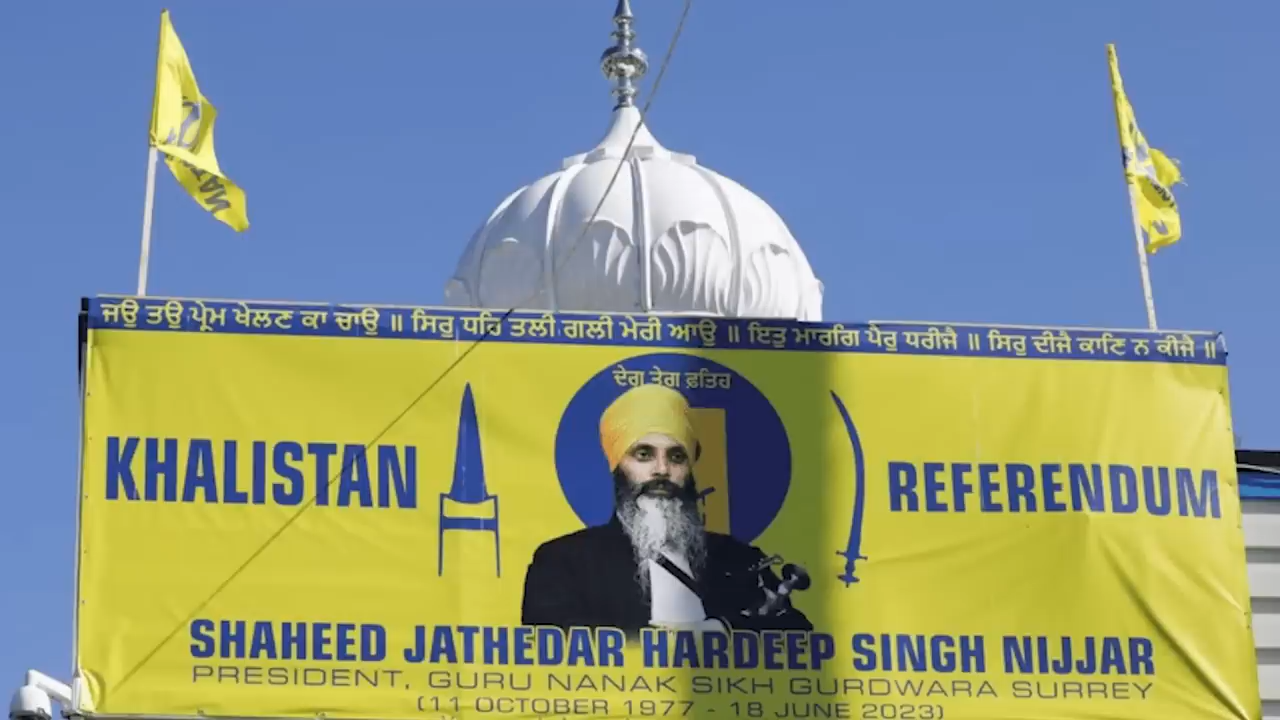 ਜਉ ਤਉ ਪ੍ਰੇਮ ਖੇਲਣ ਕਾ ਚਾਉ ॥ ਸਿਰੁ ਧਰਿ ਤਲੀ ਗਲੀ ਮੇਰੀ ਆਉ ॥ ਇਤੁ ਮਾਰਗਿ ਪੈਰੁ ਧਰੀਜੈ ॥ ਸਿਰੁ ਦੀਜੈ ਕਾਣਿ ਨ ਕੀਜੈ ॥
ਦੇਗ ਤੇਗ ਫ਼ਤਿਹ
KHALISTAN
REFERENDUM
SHAHEED JATHEDAR HARDEEP SINGH NIJJAR
PRESIDENT, GURU NANAK SIKH GURDWARA SURREY
(11 OCTOBER 1977 - 18 JUNE 2023)